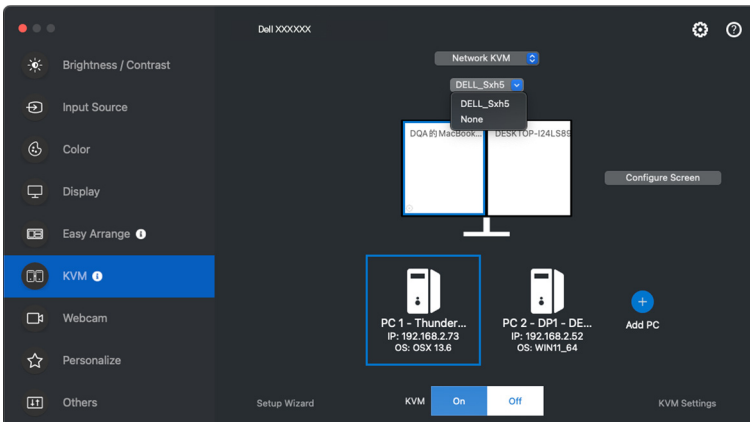 Dell XXXXXX
Brightness / Contrast
Input Source
Color
Display
Easy Arrange
KVM
Webcam
Personalize
Others
Network KVM
DELL_Sxh5
DELL_Sxh5
None
DQA的MacBook...
DESKTOP-I24LS89
Configure Screen
PC 1 - Thunder...
IP: 192.168.2.73
OS: OSX 13.6
PC 2 - DP1 - DE...
IP: 192.168.2.52
OS: WIN11_64
Add PC
Setup Wizard
KVM
On
Off
KVM Settings